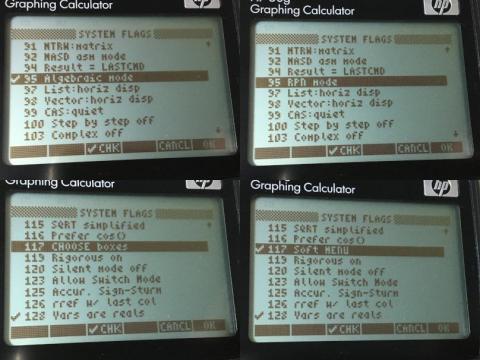 Graphing Calculator
hp
SYSTEM FLAGS
91 MTRW:matrix
92 MASD asm mode
94 Result = LASTCMD
95 Algebraic mode
97 List:horiz disp
98 Vector:horiz disp
99 CAS:quiet
100 Step by step off
103 Complex off
✓CHK CANCL OK
Graphing Calculator
hp
SYSTEM FLAGS
91 MTRW:matrix
92 MASD asm mode
94 Result = LASTCMD
95 RPN mode
97 List:horiz disp
98 Vector:horiz disp
99 CAS:quiet
100 Step by step off
103 Complex off
✓CHK CANCL OK
Graphing Calculator
hp
SYSTEM FLAGS
115 SQRT simplified
116 Prefer cos()
117 CHOOSE boxes
119 Rigorous on
120 Silent mode off
123 Allow Switch Mode
125 Accur. Sign-Sturm
126 rref w/ last col
✓128 Vars are reals
✓CHK CANCL OK
Graphing Calculator
hp
SYSTEM FLAGS
115 SQRT simplified
116 Prefer cos()
✓117 Soft MENU
119 Rigorous on
120 Silent mode off
123 Allow Switch Mode
125 Accur. Sign-Sturm
126 rref w/ last col
✓128 Vars are reals
✓CHK CANCL OK